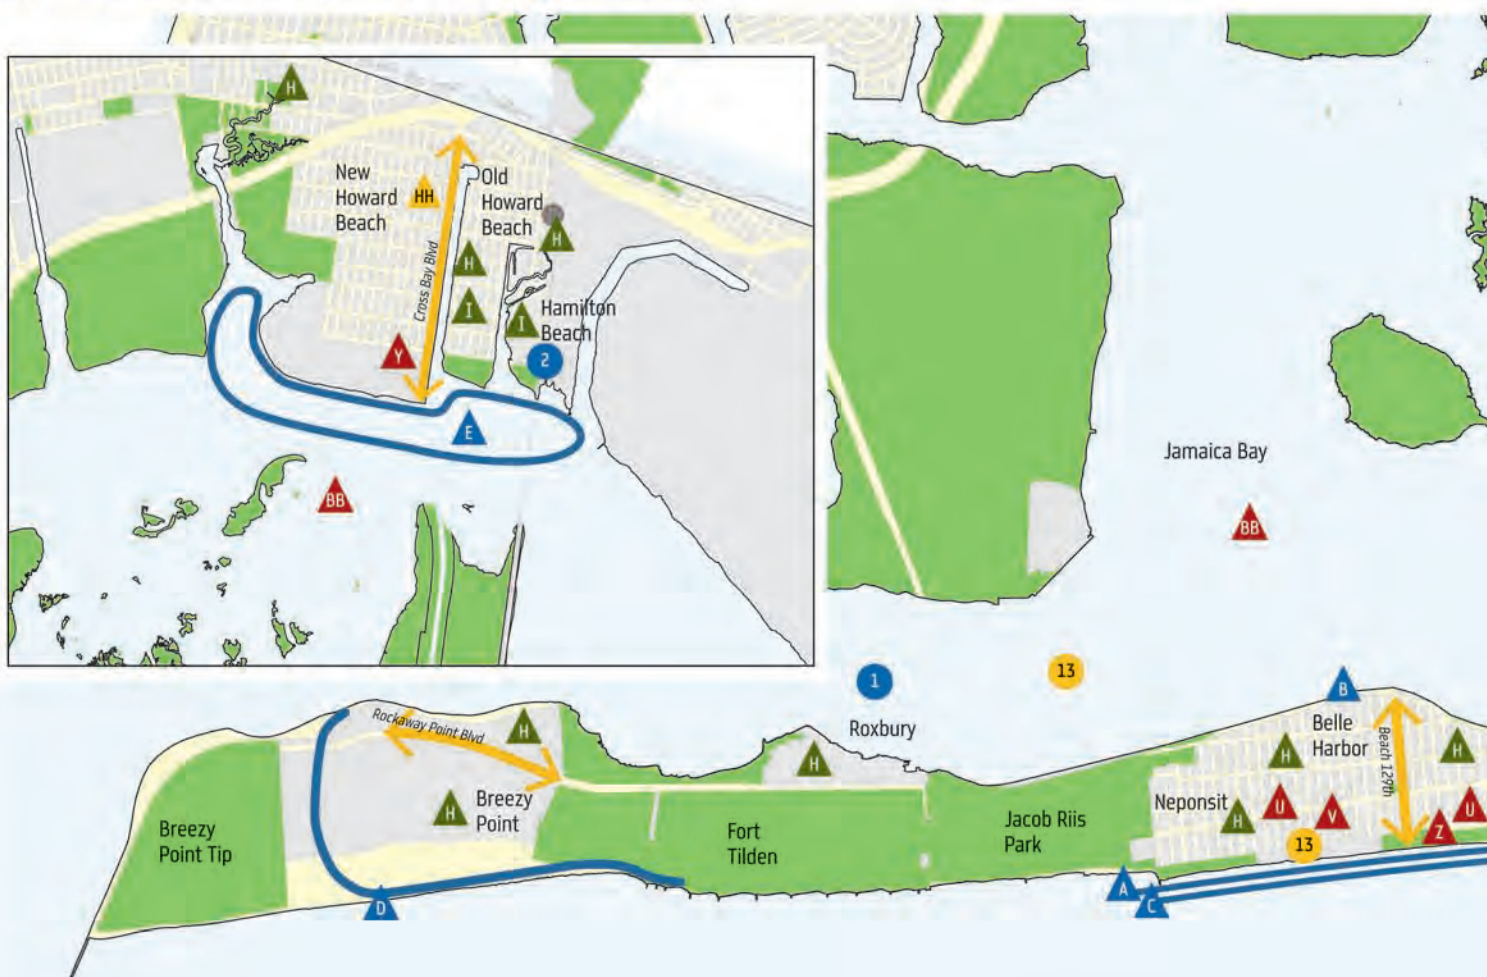 H
New
Howard
Beach
HH
Old
Howard
Beach
H
Cross Bay Blvd
H
I
I
Hamilton
Beach
Y
2
E
BB
Jamaica Bay
BB
1
13
Roxbury
B
Rockaway Point Blvd
H
H
Belle
Harbor
H
Beach 129th
H
Breezy
Point
H
Neponsit
H
U
V
Z
U
Breezy
Point Tip
Fort
Tilden
Jacob Riis
Park
13
A
C
D